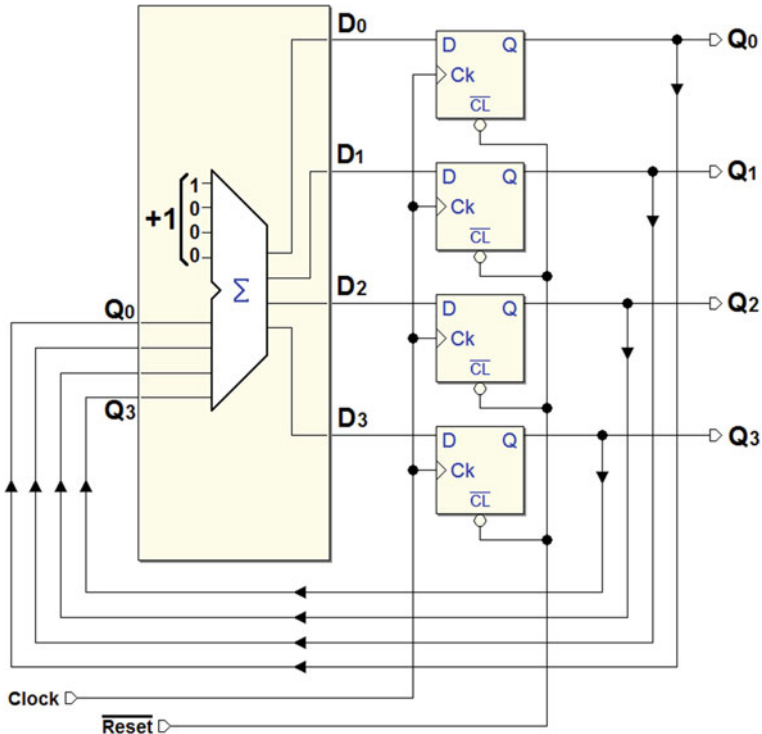 D0
D Q Q0
Ck
CL
D1
1
0
+1
0
0
D Q Q1
Ck
CL
Σ
D2
Q0
D Q Q2
Ck
CL
Q3
D3
D Q Q3
Ck
CL
Clock
Reset